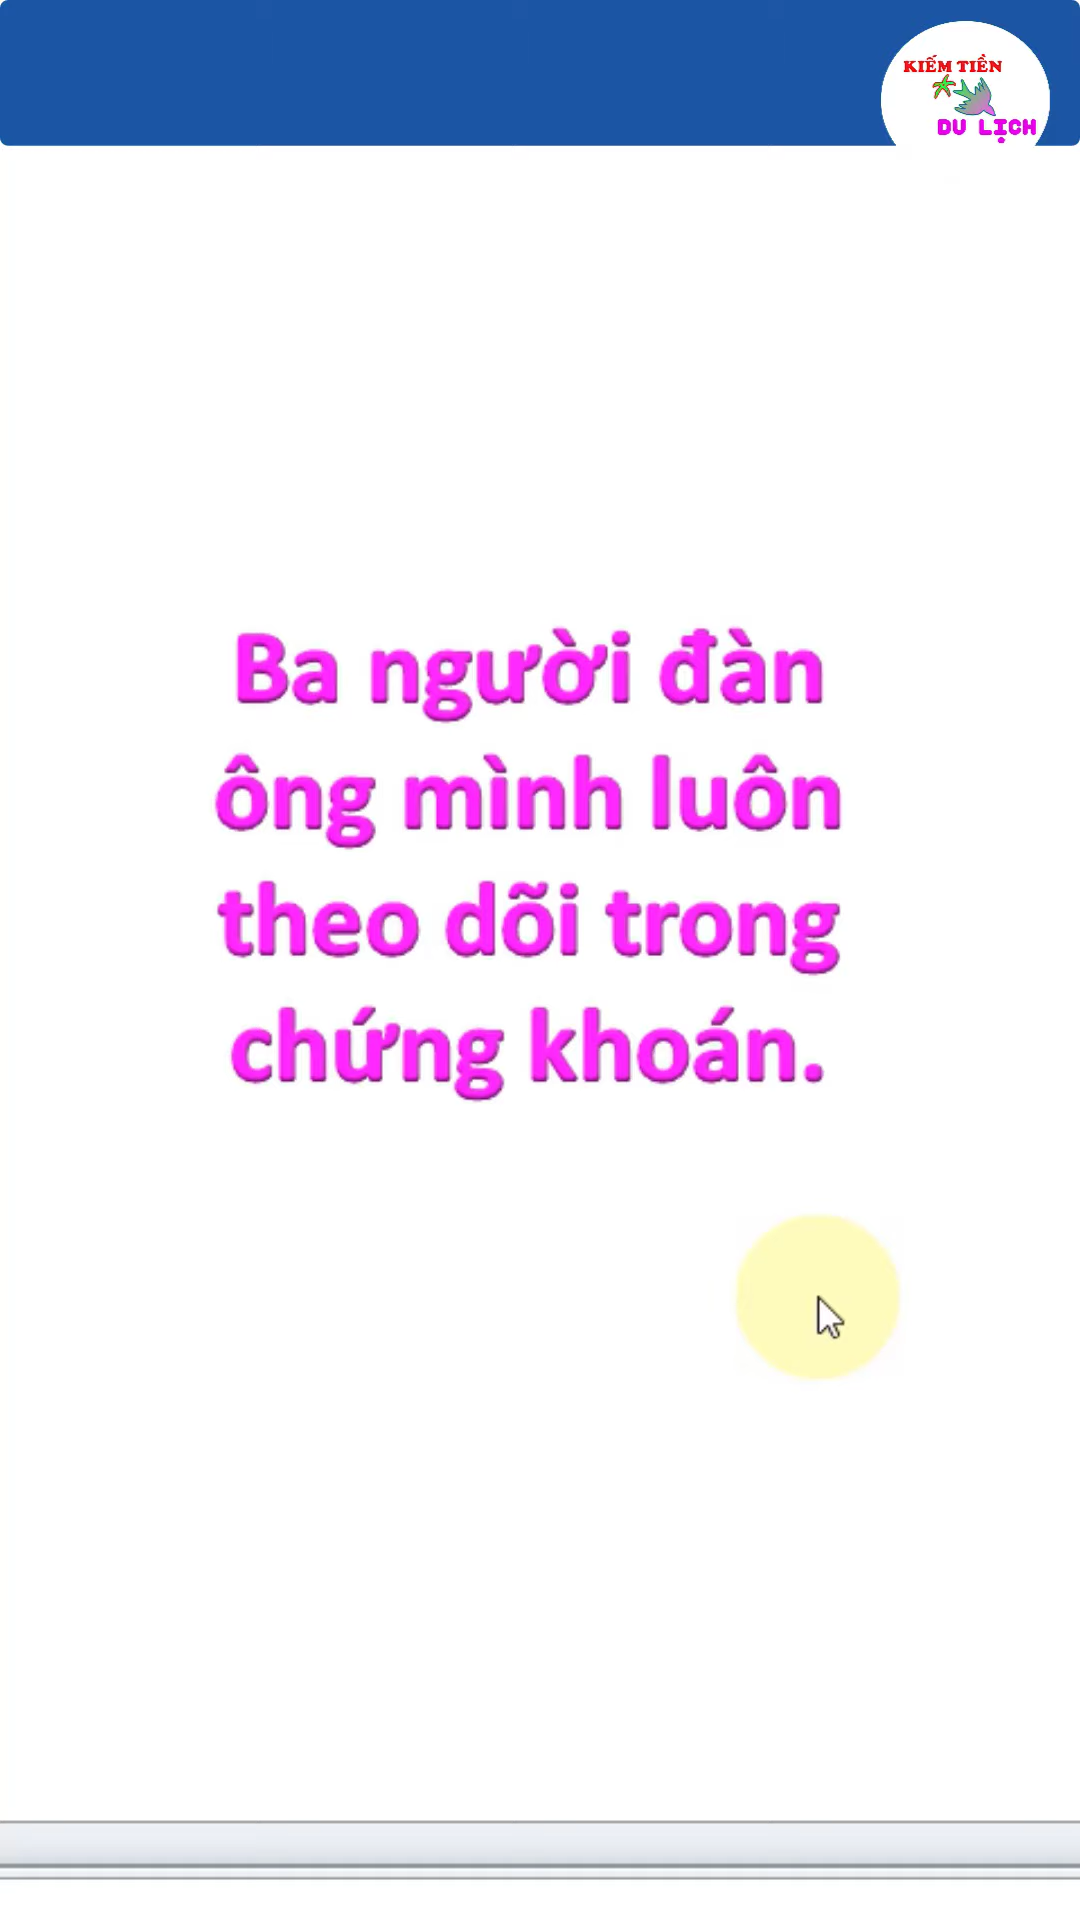 KIẾM TIỀN
DU LỊCH
Ba người đàn
ông mình luôn
theo dõi trong
chứng khoán.